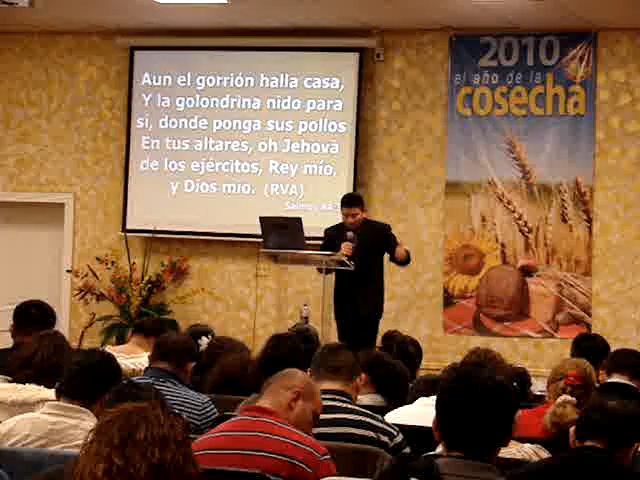 Aun el gorrión halla casa,
Y la golondrina nido para
sí, donde ponga sus pollos
En tus altares, oh Jehová
de los ejércitos, Rey mío,
y Dios mío. (RVA)
2010
el año de la
cosecha